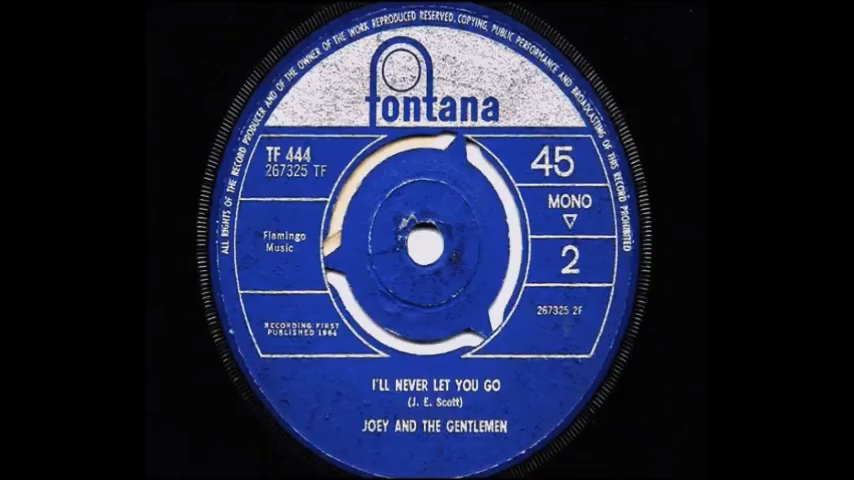 ALL RIGHTS OF THE RECORD PRODUCER AND OF THE OWNER OF THE WORK REPRODUCED RESERVED. COPYING, PUBLIC PERFORMANCE AND BROADCASTING OF THIS RECORD PROHIBITED
fontana
TF 444
267325 TF
45
MONO
2
Flamingo
Music
267325 2F
RECORDING FIRST
PUBLISHED 1964
I'LL NEVER LET YOU GO
(J. E. Scott)
JOEY AND THE GENTLEMEN